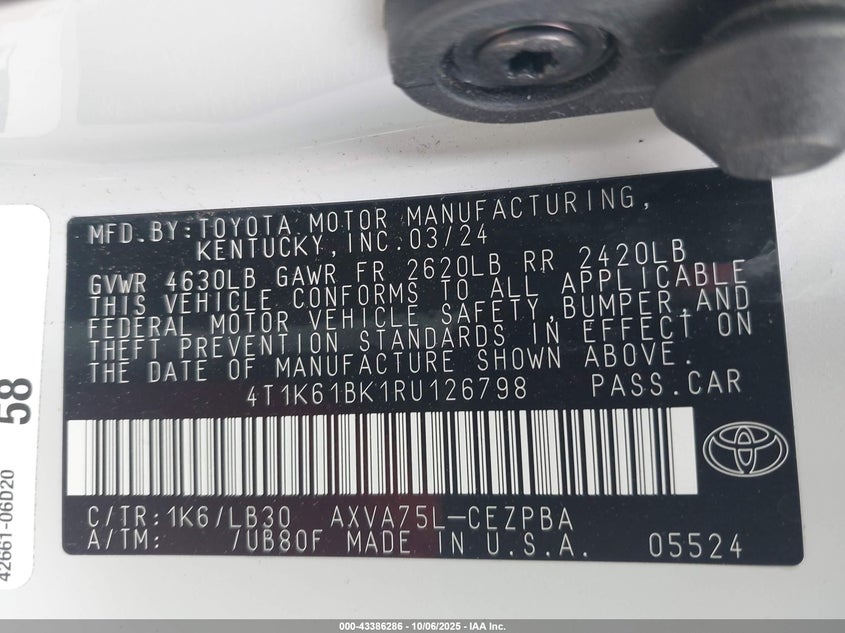 MFD.BY:TOYOTA MOTOR MANUFACTURING,
KENTUCKY,INC.03/24
GVWR 4630LB GAWR FR 2620LB RR 2420LB
THIS VEHICLE CONFORMS TO ALL APPLICABLE
FEDERAL MOTOR VEHICLE SAFETY,BUMPER,AND
THEFT PREVENTION STANDARDS IN EFFECT ON
THE DATE OF MANUFACTURE SHOWN ABOVE.
4T1K61BK1RU126798 PASS.CAR
C/TR:1K6/LB30 AXVA75L-CEZPBA
A/TM: /UB80F MADE IN U.S.A. 05524
58
42661-06D20
000-43386286 - 10/06/2025 - IAA Inc.